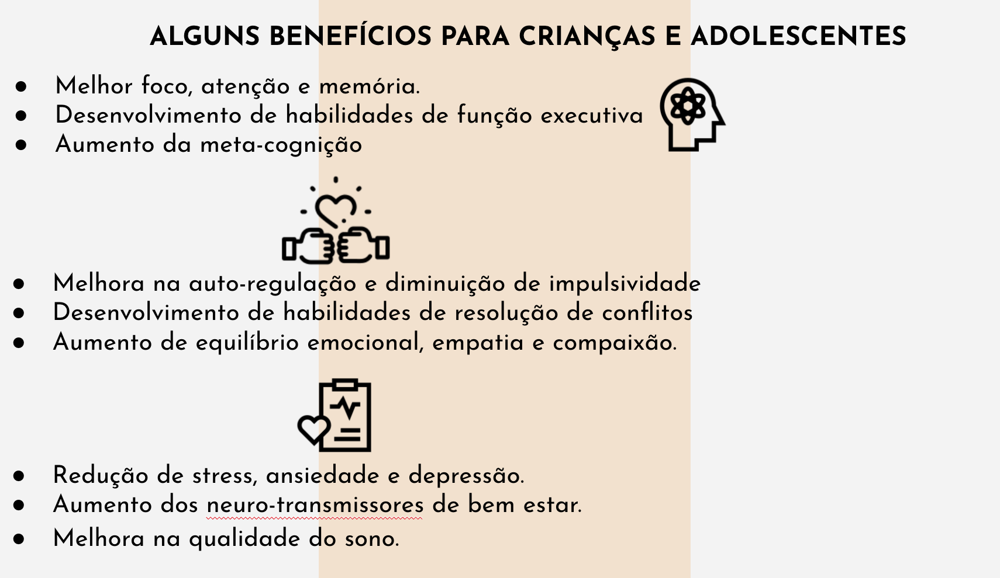 ALGUNS BENEFÍCIOS PARA CRIANÇAS E ADOLESCENTES
● Melhor foco, atenção e memória.
● Desenvolvimento de habilidades de função executiva
● Aumento da meta-cognição
● Melhora na auto-regulação e diminuição de impulsividade
● Desenvolvimento de habilidades de resolução de conflitos
● Aumento de equilíbrio emocional, empatia e compaixão.
● Redução de stress, ansiedade e depressão.
● Aumento dos neuro-transmissores de bem estar.
● Melhora na qualidade do sono.